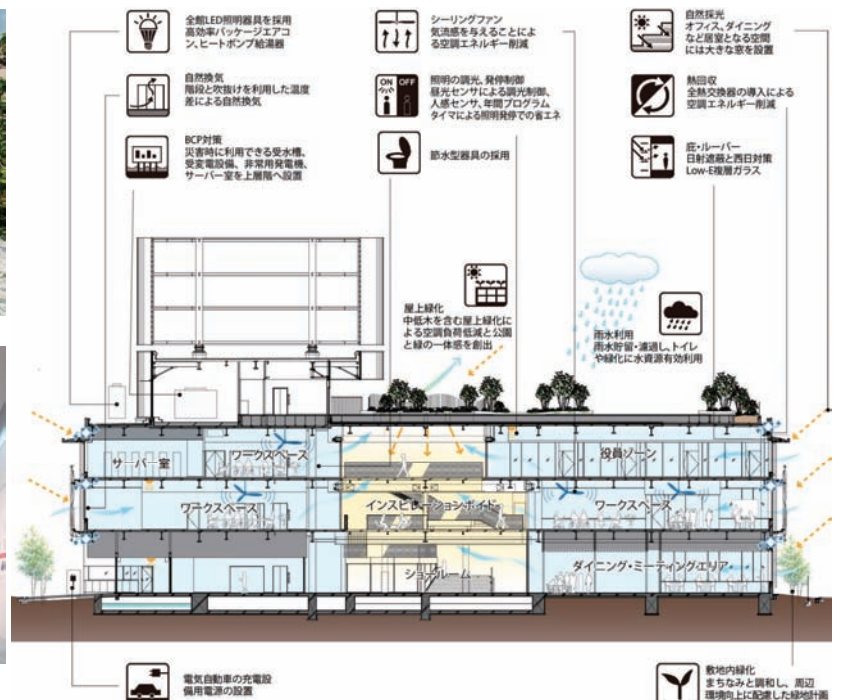 全館LED照明器具を採用
高効率パッケージエアコ
ン、ヒートポンプ給湯器
自然換気
階段と吹抜けを利用した温度
差による自然換気
BCP対策
災害時に利用できる受水槽、
受変電設備、非常用発電機、
サーバー室を上層階へ設置
シーリングファン
気流感を与えることによ
る空調エネルギー削減
ON OFF
照明の調光、発停制御
昼光センサによる調光制御、
人感センサ、年間プログラム
タイマによる照明発停での省エネ
節水型器具の採用
自然採光
オフィス、ダイニング
など居室となる空間
には大きな窓を設置
熱回収
全熱交換器の導入による
空調エネルギー削減
庇・ルーバー
日射遮蔽と西日対策
Low-E複層ガラス
屋上緑化
中低木を含む屋上緑化に
よる空調負荷低減と公園
と緑の一体感を創出
雨水利用
雨水貯留・濾過し、トイレ
や緑化に水資源有効利用
サーバー室
ワークスペース
役員ゾーン
ワークスペース
インスピレーションボイド
ワークスペース
ショールーム
ダイニング・ミーティングエリア
電気自動車の充電設
備用電源の設置
敷地内緑化
まちなみと調和し、周辺
環境向上に配慮した緑地計画